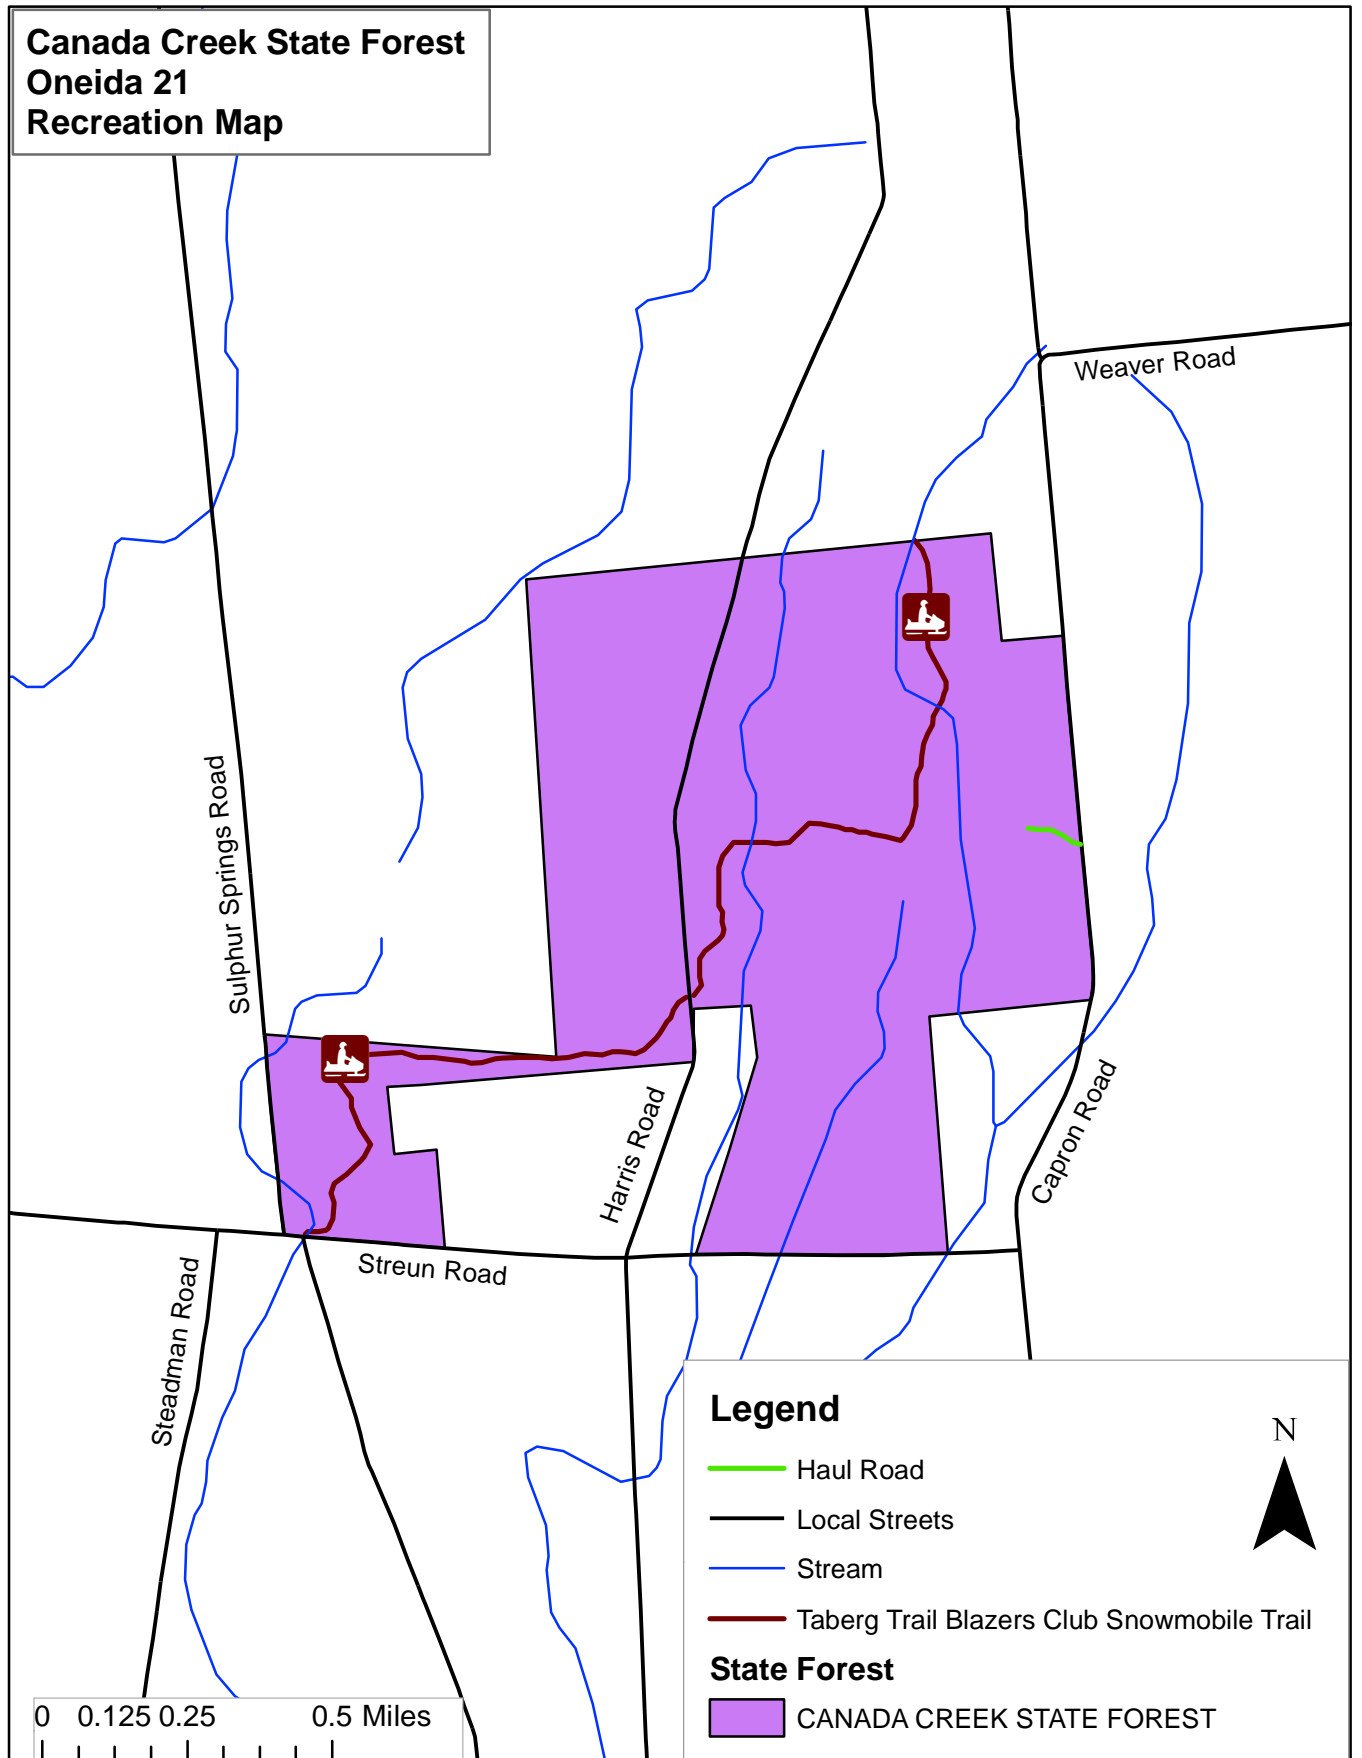 Canada Creek State Forest
Oneida 21
Recreation Map
Weaver Road
Sulphur Springs Road
Harris Road
Capron Road
Streun Road
Steadman Road
Legend
N
Haul Road
Local Streets
Stream
Taberg Trail Blazers Club Snowmobile Trail
State Forest
CANADA CREEK STATE FOREST
0 0.125 0.25 0.5 Miles